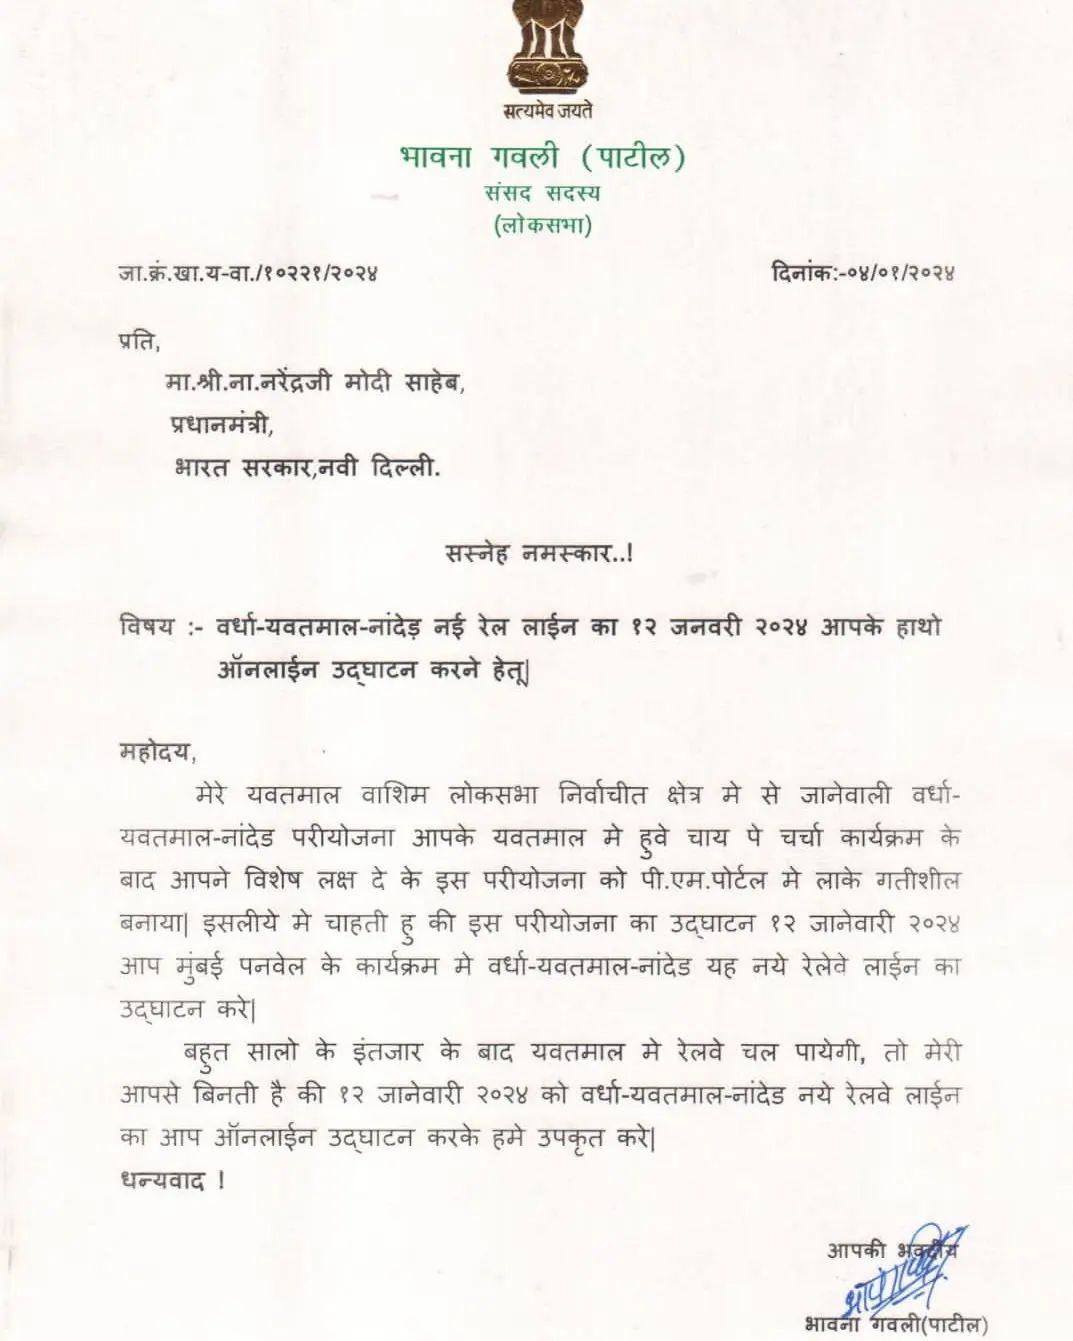 सत्यमेव जयते
भावना गवली (पाटील)
संसद सदस्य
(लोकसभा)
जा.क्रं.खा.य-वा./१०२२१/२०२४ दिनांक:-०४/०१/२०२४
प्रति,
मा.श्री.ना.नरेंद्रजी मोदी साहेब,
प्रधानमंत्री,
भारत सरकार,नवी दिल्ली.
सस्नेह नमस्कार..!
विषय :- वर्धा-यवतमाल-नांदेड़ नई रेल लाईन का १२ जनवरी २०२४ आपके हाथो
ऑनलाईन उद्घाटन करने हेतू|
महोदय,
मेरे यवतमाल वाशिम लोकसभा निर्वाचीत क्षेत्र मे से जानेवाली वर्धा-
यवतमाल-नांदेड परीयोजना आपके यवतमाल मे हुवे चाय पे चर्चा कार्यक्रम के
बाद आपने विशेष लक्ष दे के इस परीयोजना को पी.एम.पोर्टल मे लाके गतीशील
बनाया| इसलीये मे चाहती हु की इस परीयोजना का उद्घाटन १२ जानेवारी २०२४
आप मुंबई पनवेल के कार्यक्रम मे वर्धा-यवतमाल-नांदेड यह नये रेलेवे लाईन का
उद्घाटन करे|
बहुत सालो के इंतजार के बाद यवतमाल मे रेलवे चल पायेगी, तो मेरी
आपसे बिनती है की १२ जानेवारी २०२४ को वर्धा-यवतमाल-नांदेड नये रेलवे लाईन
का आप ऑनलाईन उद्घाटन करके हमे उपकृत करे|
धन्यवाद !
आपकी भवदीय
भावना गवली(पाटील)